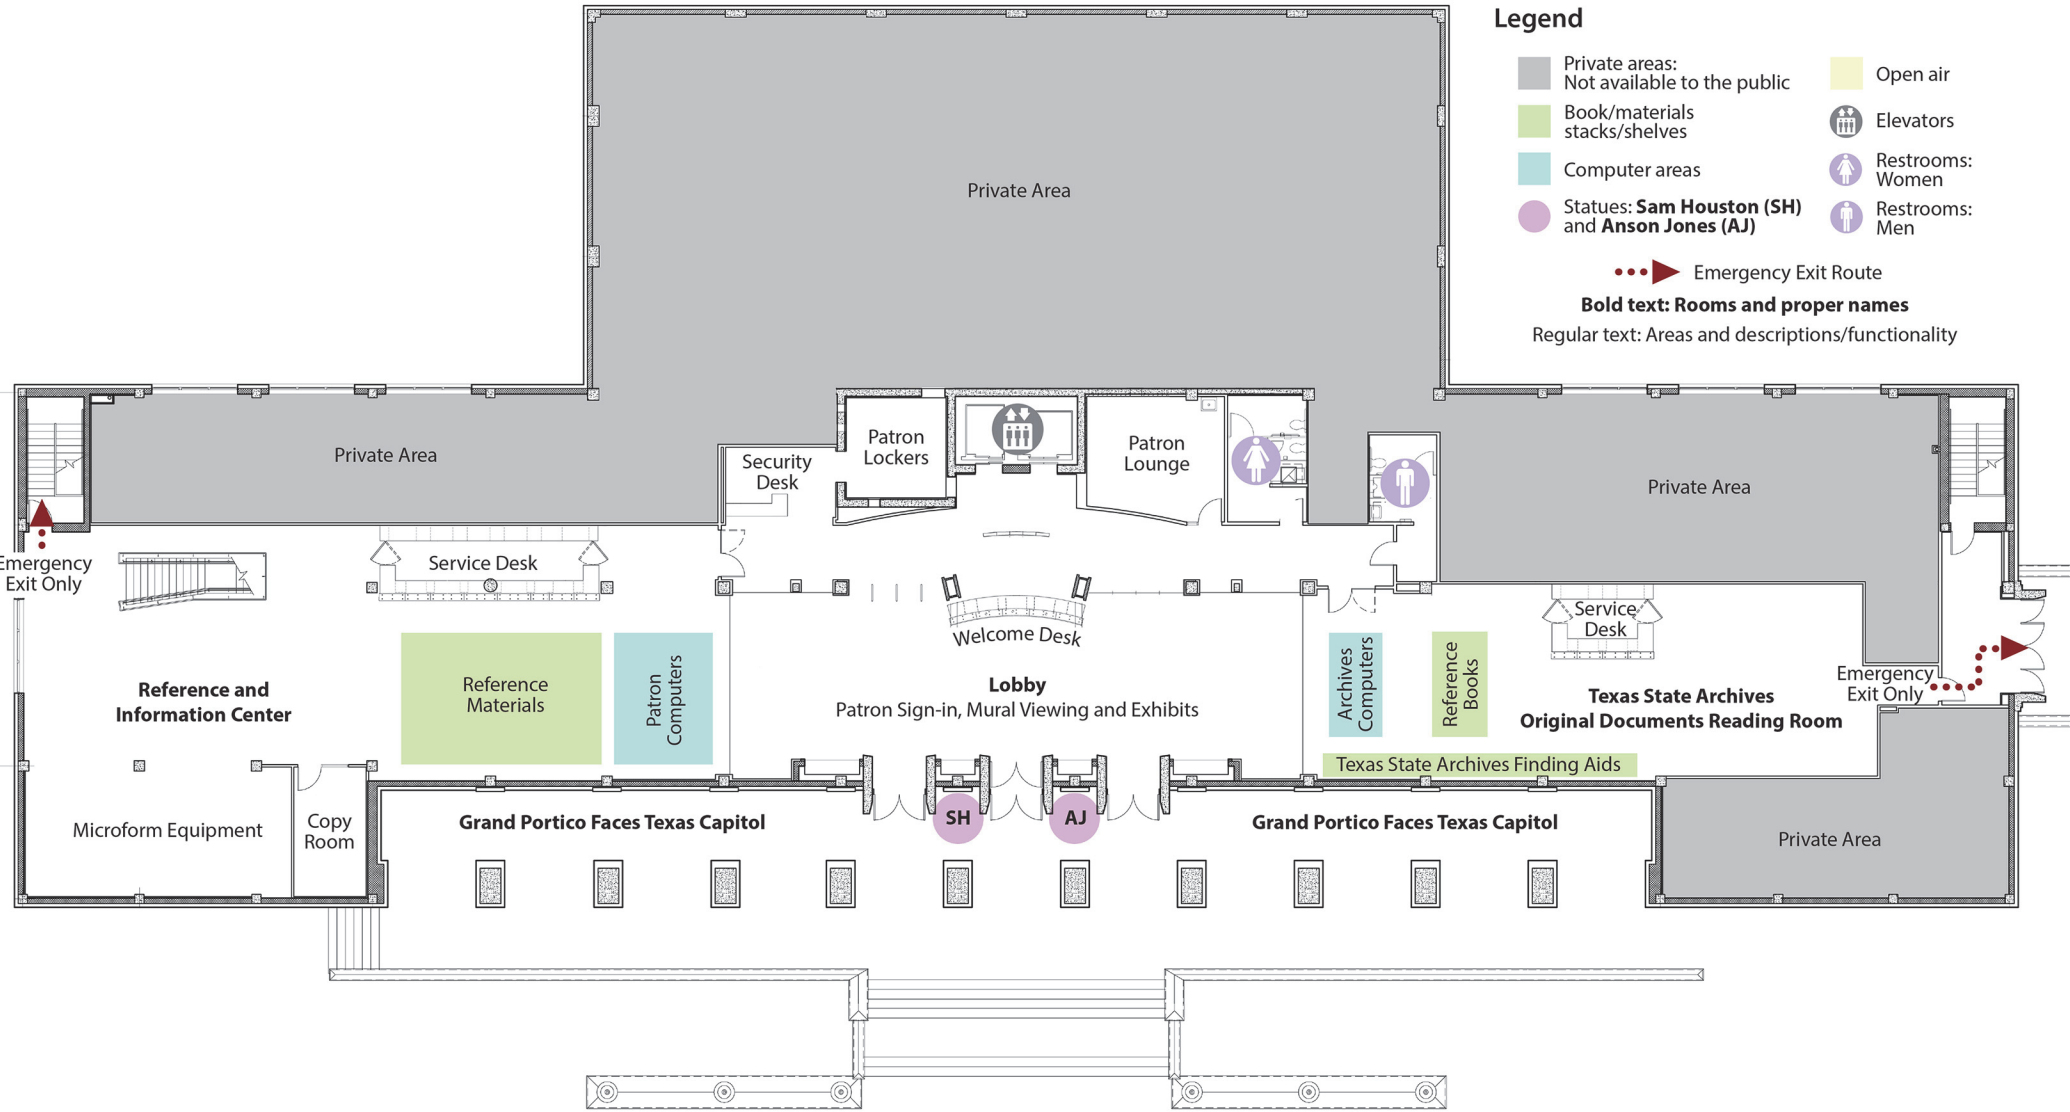 Legend
Private areas:
Not available to the public
Book/materials
stacks/shelves
Computer areas
Statues: Sam Houston (SH)
and Anson Jones (AJ)
Open air
Elevators
Restrooms:
Women
Restrooms:
Men
Emergency Exit Route
Bold text: Rooms and proper names
Regular text: Areas and descriptions/functionality
Private Area
Private Area
Security
Desk
Patron
Lockers
Patron
Lounge
Private Area
Emergency
Exit Only
Service Desk
Welcome Desk
Service
Desk
Reference and
Information Center
Reference
Materials
Patron
Computers
Lobby
Patron Sign-in, Mural Viewing and Exhibits
Archives
Computers
Reference
Books
Texas State Archives
Original Documents Reading Room
Emergency
Exit Only
Texas State Archives Finding Aids
Microform Equipment
Copy
Room
Grand Portico Faces Texas Capitol
SH
AJ
Grand Portico Faces Texas Capitol
Private Area